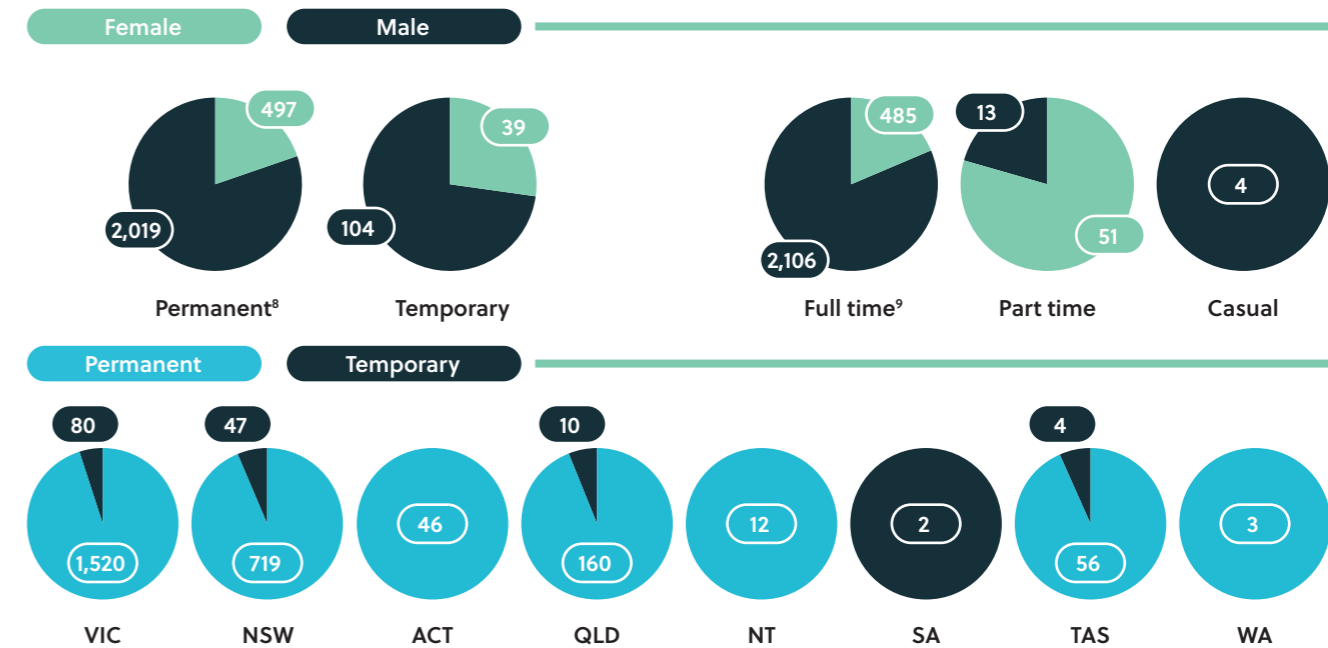 Female Male
497 39 485 13 4
2,019 104 2,106 51
Permanent⁸ Temporary Full time⁹ Part time Casual
Permanent Temporary
80 47 10 4
46 12 2 3
1,520 719 160 56
VIC NSW ACT QLD NT SA TAS WA